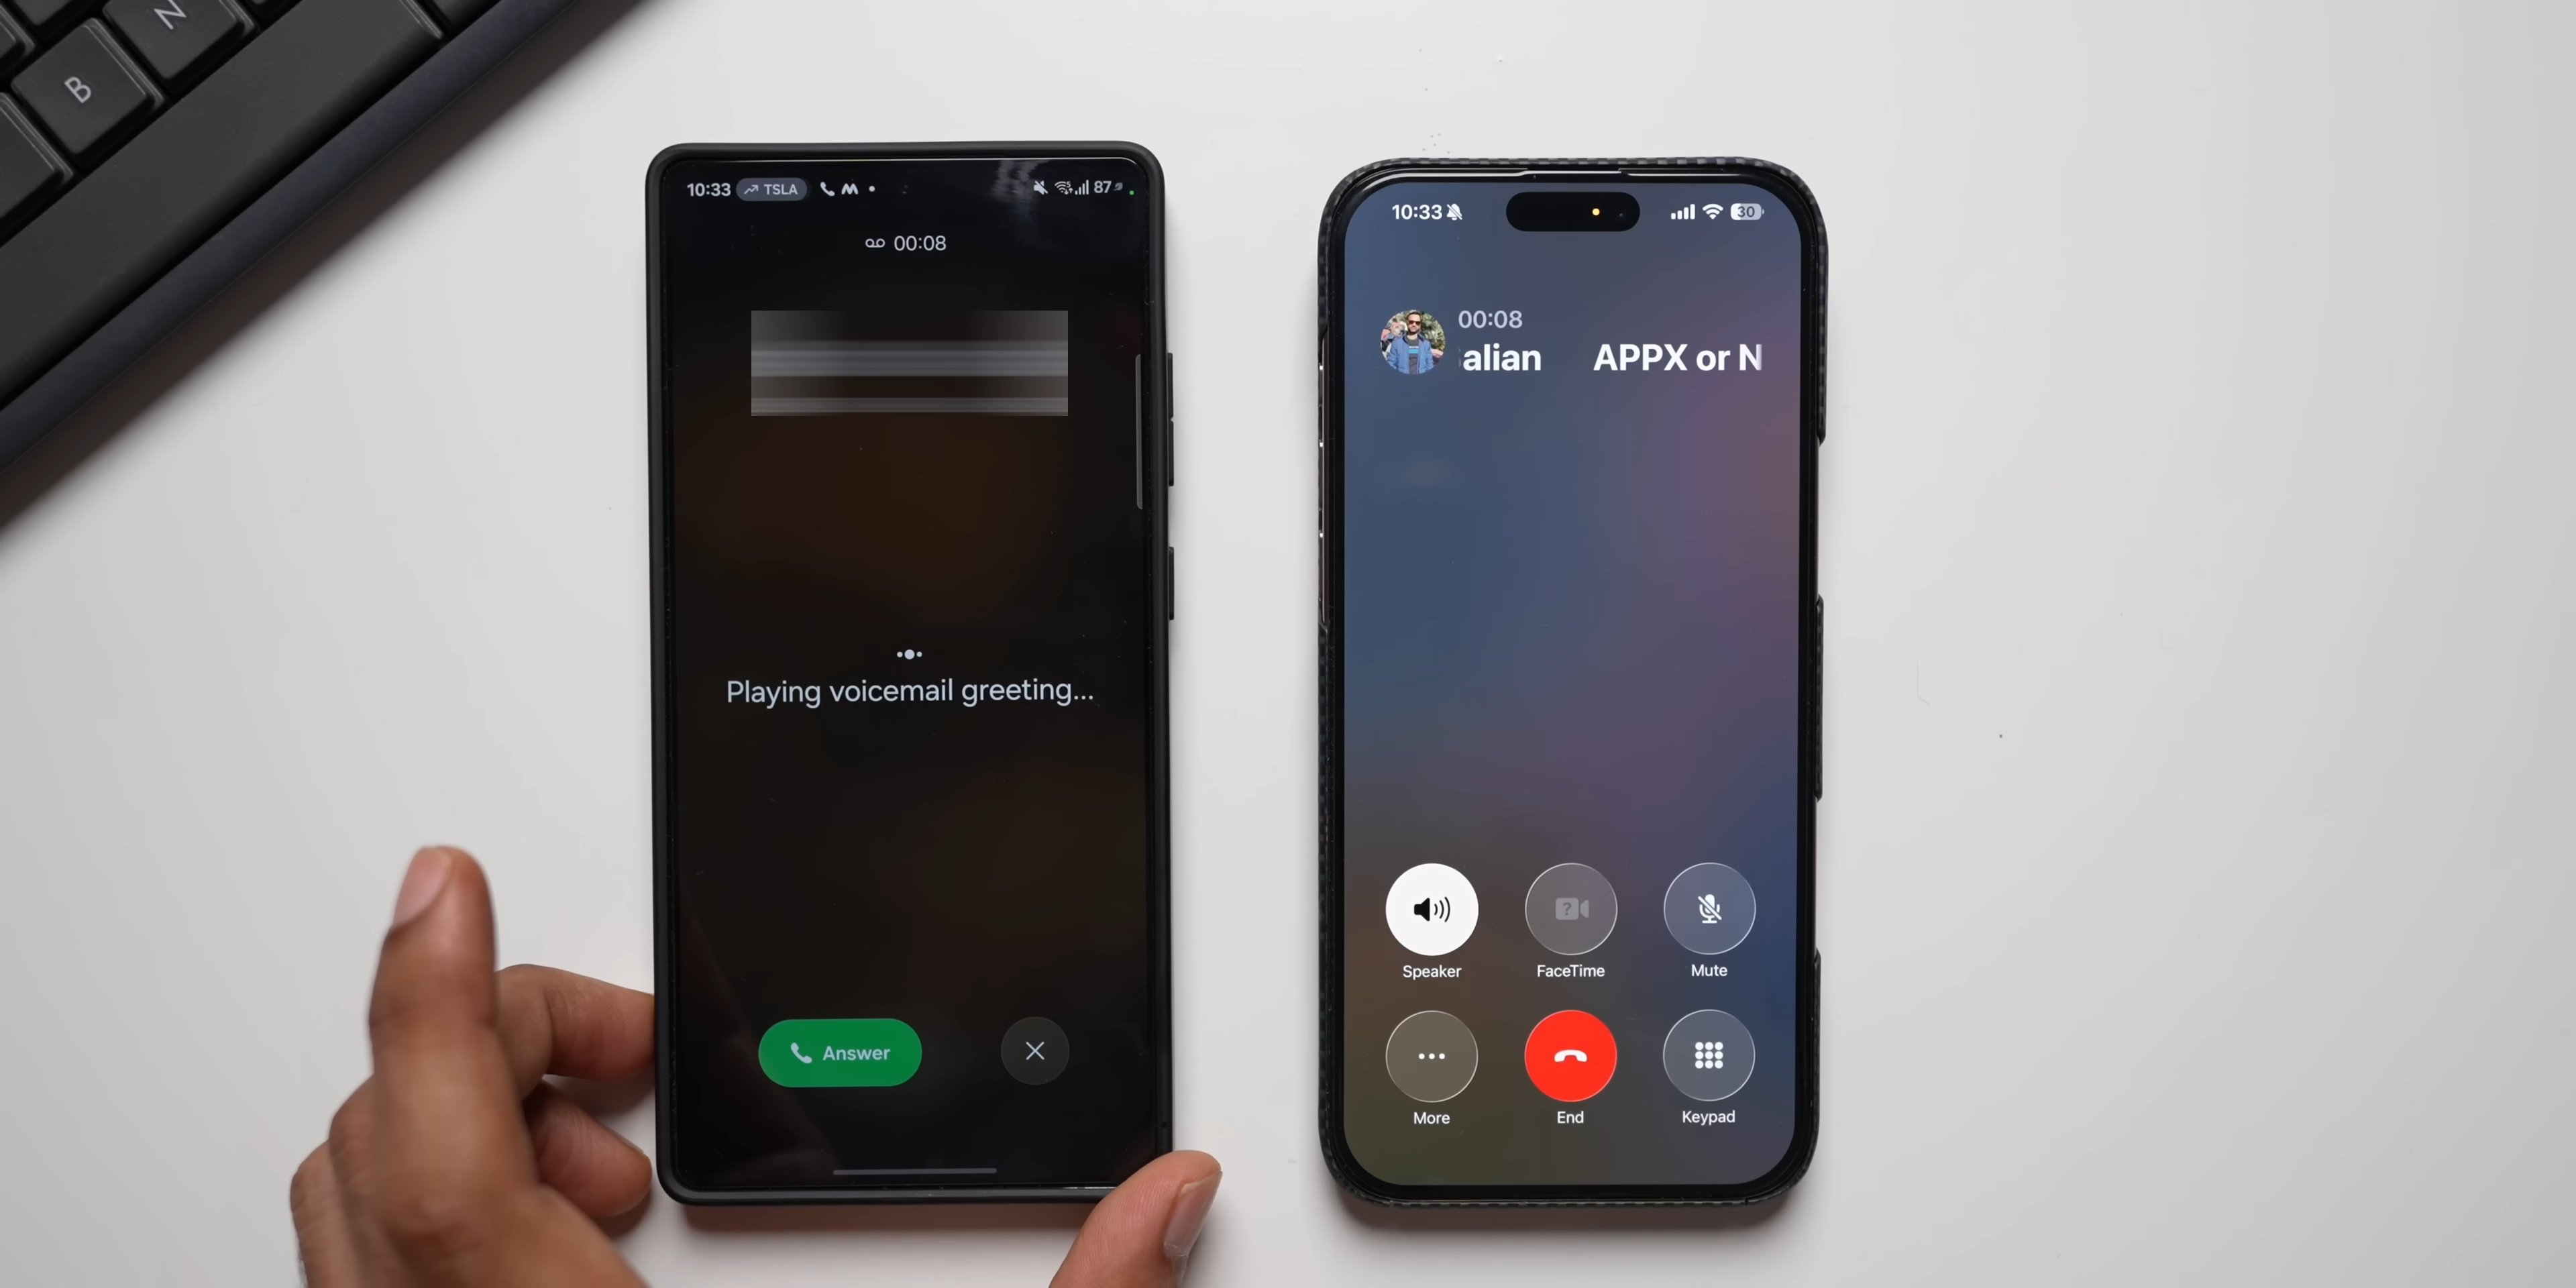 N
B
10:33 TSLA 87
00:08
Playing voicemail greeting...
Answer
10:33 30
00:08
alian APPX or N
Speaker FaceTime Mute
More End Keypad